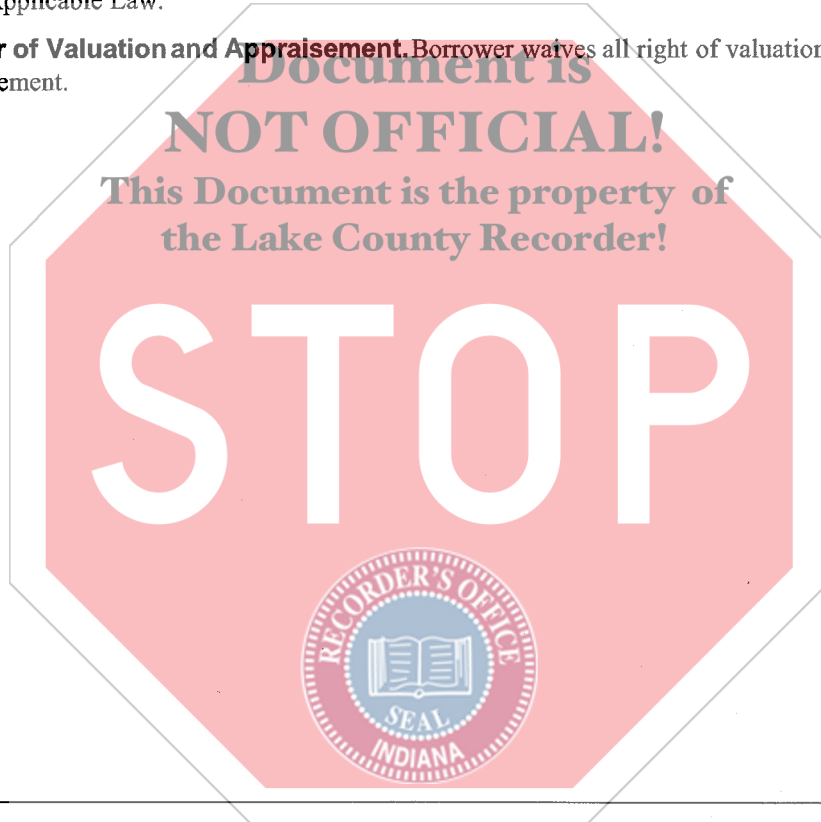 Applicable Law.
r of Valuation and Appraisement. Borrower waives all right of valuation
ement.
Document is
NOT OFFICIAL!
This Document is the property of
the Lake County Recorder!
STOP
RECORDER'S OFFICE
SEAL
INDIANA